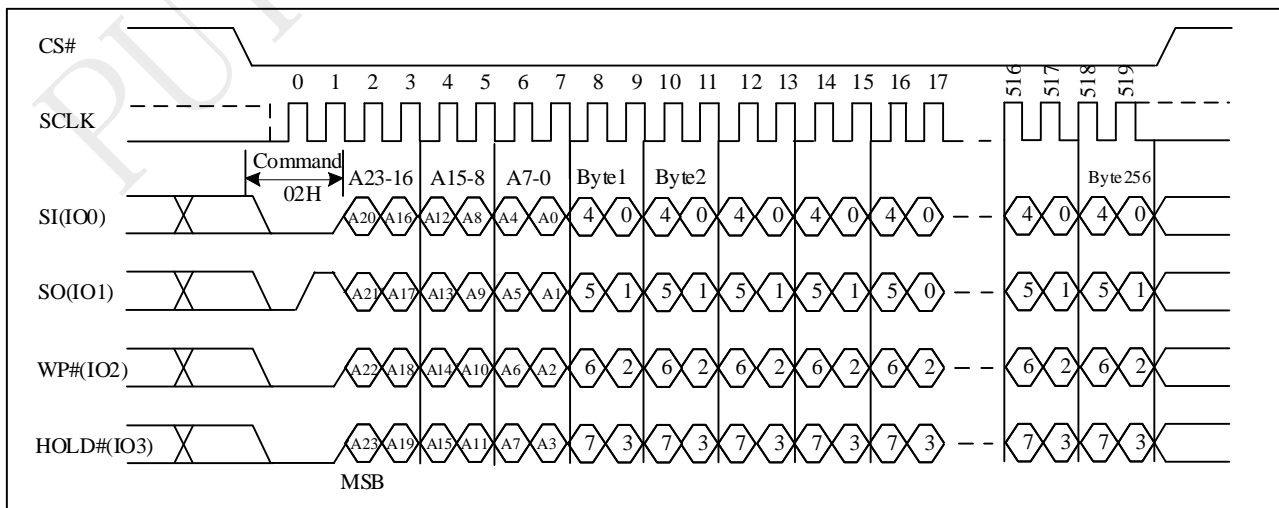 PUY
CS#
0 1 2 3 4 5 6 7 8 9 10 11 12 13 14 15 16 17 516 517 518 519
SCLK
Command
02H
A23-16 A15-8 A7-0 Byte1 Byte2 Byte256
SI(IO0) A20 A16 A12 A8 A4 A0 4 0 4 0 4 0 4 0 4 0 4 0 4 0
SO(IO1) A21 A17 A13 A9 A5 A1 5 1 5 1 5 1 5 1 5 0 5 1 5 1
WP#(IO2) A22 A18 A14 A10 A6 A2 6 2 6 2 6 2 6 2 6 2 6 2 6 2
HOLD#(IO3) A23 A19 A15 A11 A7 A3 7 3 7 3 7 3 7 3 7 3 7 3 7 3
MSB